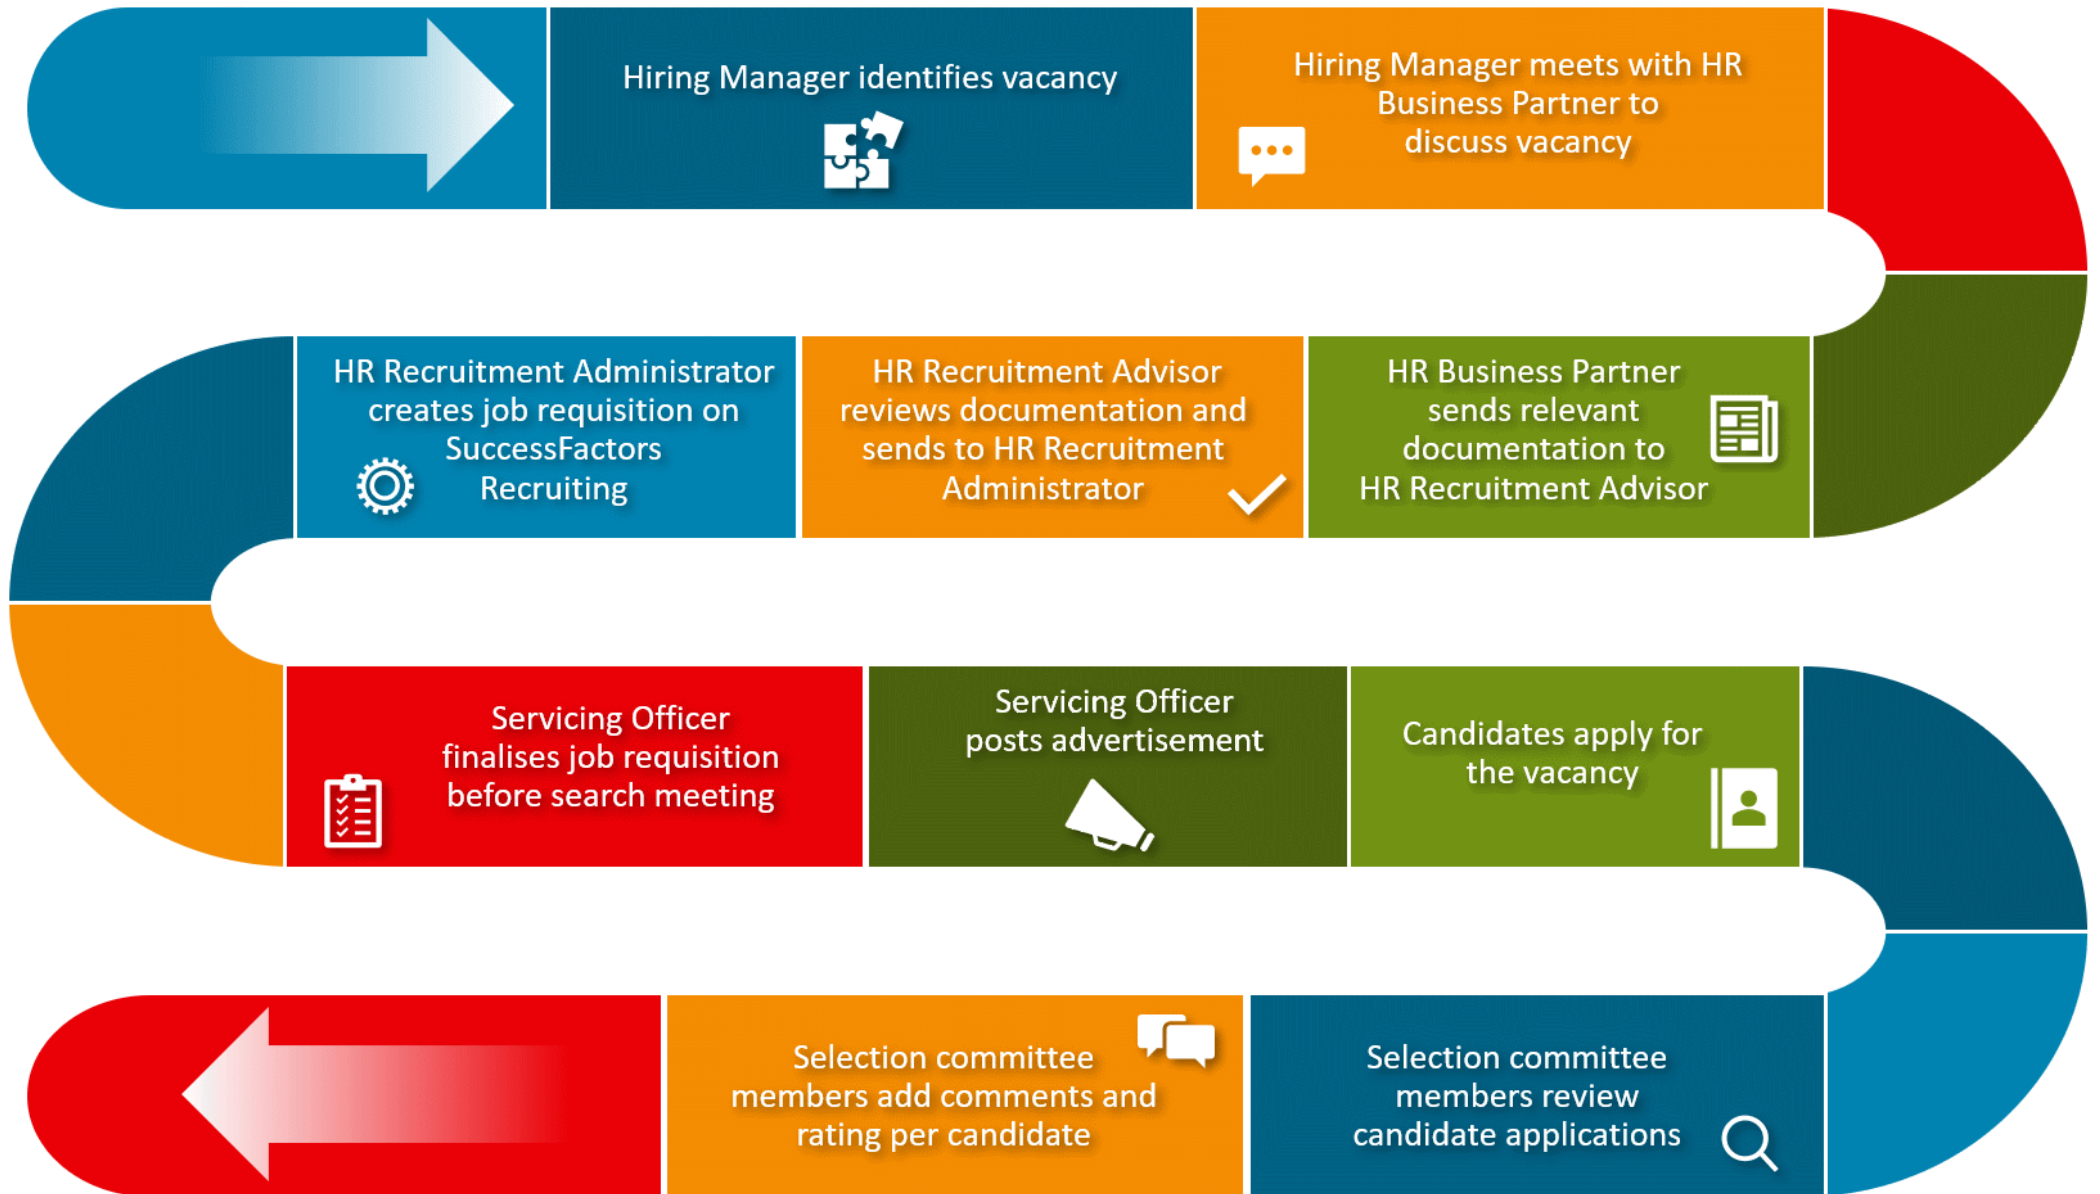 Hiring Manager identifies vacancy
Hiring Manager meets with HR
Business Partner to
discuss vacancy
HR Business Partner
sends relevant
documentation to
HR Recruitment Advisor
HR Recruitment Advisor
reviews documentation and
sends to HR Recruitment
Administrator
HR Recruitment Administrator
creates job requisition on
SuccessFactors
Recruiting
Servicing Officer
finalises job requisition
before search meeting
Servicing Officer
posts advertisement
Candidates apply for
the vacancy
Selection committee
members review
candidate applications
Selection committee
members add comments and
rating per candidate